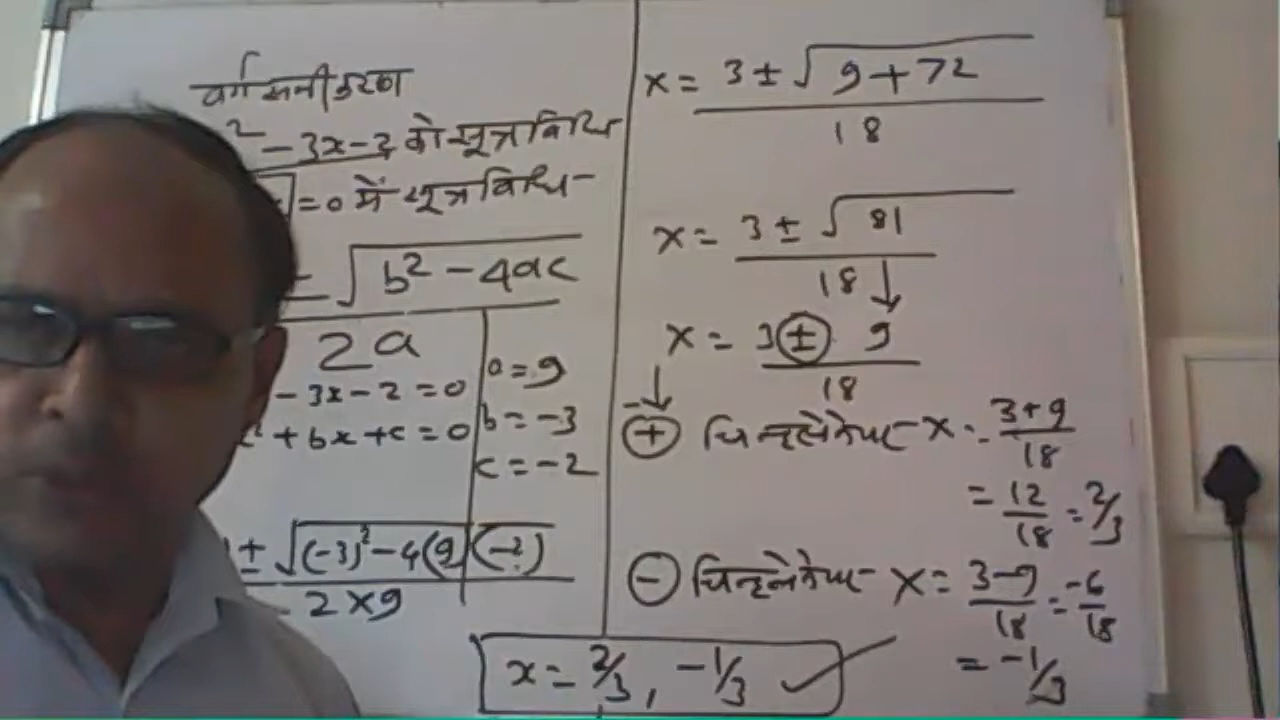 वर्ग समीकरण
² - 3x - 2 को सूत्र विधि
= 0 में सूत्र विधि -
± √b² - 4ac
2a
- 3x - 2 = 0
x² + bx + c = 0
a = 9
b = -3
c = -2
± √(-3)² - 4(9)(-2)
2 × 9
x = 3 ± √9 + 72
18
x = 3 ± √81
18
x = 3 ± 9
18
+ चिन्ह लेने पर x = 3 + 9
18
= 12/18 = 2/3
- चिन्ह लेने पर x = 3 - 9/18 = -6/18
= -1/3
x = 2/3, -1/3